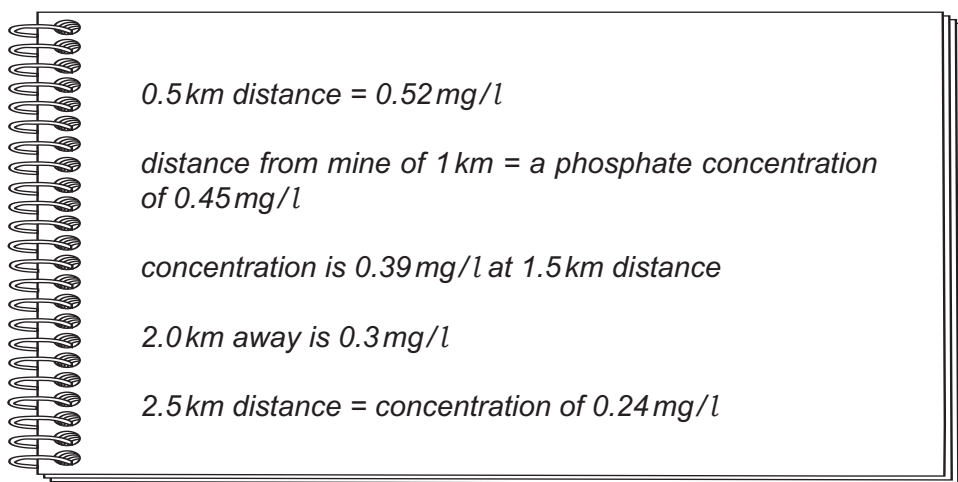 0.5 km distance = 0.52 mg/l
distance from mine of 1 km = a phosphate concentration
of 0.45 mg/l
concentration is 0.39 mg/l at 1.5 km distance
2.0 km away is 0.3 mg/l
2.5 km distance = concentration of 0.24 mg/l